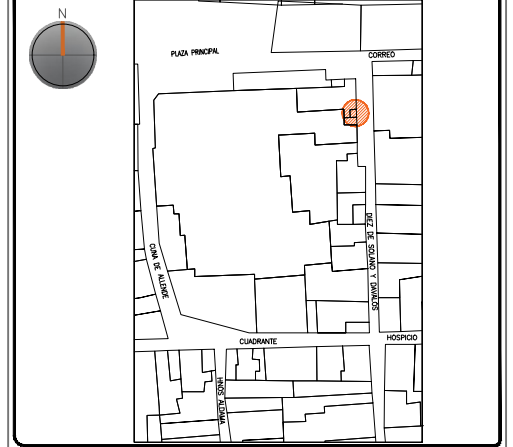 N
PLAZA PRINCIPAL
CORREO
CUNA DE ALLENDE
DIEZ DE SOLANO Y DAVALOS
CUADRANTE
HOSPICIO
HNOS ALDAMA